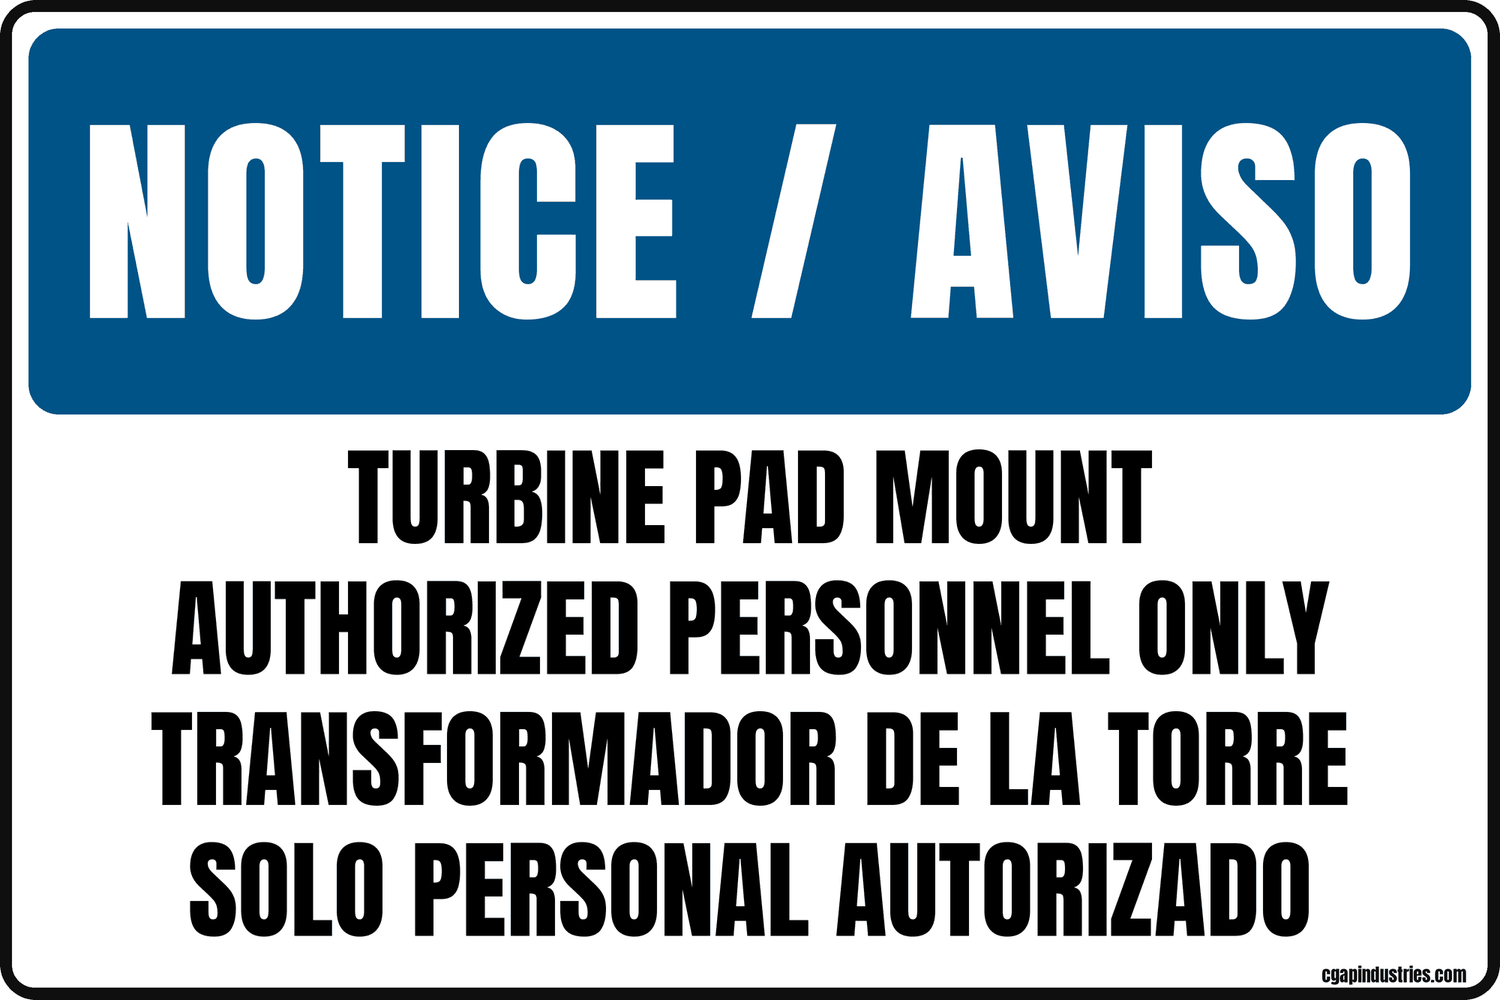 NOTICE / AVISO
TURBINE PAD MOUNT
AUTHORIZED PERSONNEL ONLY
TRANSFORMADOR DE LA TORRE
SOLO PERSONAL AUTORIZADO
cgapindustries.com